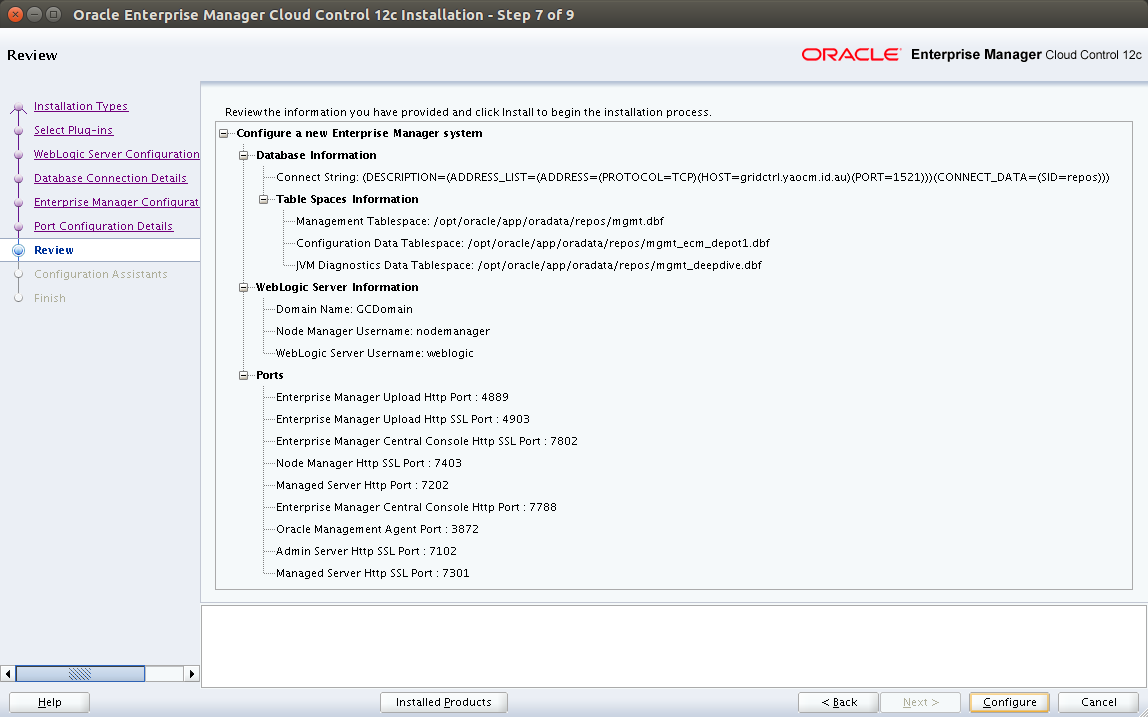 Oracle Enterprise Manager Cloud Control 12c Installation - Step 7 of 9
Review
ORACLE Enterprise Manager Cloud Control 12c
Installation Types
Select Plug-ins
WebLogic Server Configuration
Database Connection Details
Enterprise Manager Configurat
Port Configuration Details
Review
Configuration Assistants
Finish
Review the information you have provided and click Install to begin the installation process.
Configure a new Enterprise Manager system
Database Information
Connect String: (DESCRIPTION=(ADDRESS_LIST=(ADDRESS=(PROTOCOL=TCP)(HOST=gridctrl.yaocm.id.au)(PORT=1521)))(CONNECT_DATA=(SID=repos)))
Table Spaces Information
Management Tablespace: /opt/oracle/app/oradata/repos/mgmt.dbf
Configuration Data Tablespace: /opt/oracle/app/oradata/repos/mgmt_ecm_depot1.dbf
JVM Diagnostics Data Tablespace: /opt/oracle/app/oradata/repos/mgmt_deepdive.dbf
WebLogic Server Information
Domain Name: GCDomain
Node Manager Username: nodemanager
WebLogic Server Username: weblogic
Ports
Enterprise Manager Upload Http Port : 4889
Enterprise Manager Upload Http SSL Port : 4903
Enterprise Manager Central Console Http SSL Port : 7802
Node Manager Http SSL Port : 7403
Managed Server Http Port : 7202
Enterprise Manager Central Console Http Port : 7788
Oracle Management Agent Port : 3872
Admin Server Http SSL Port : 7102
Managed Server Http SSL Port : 7301
Help
Installed Products
< Back
Next >
Configure
Cancel